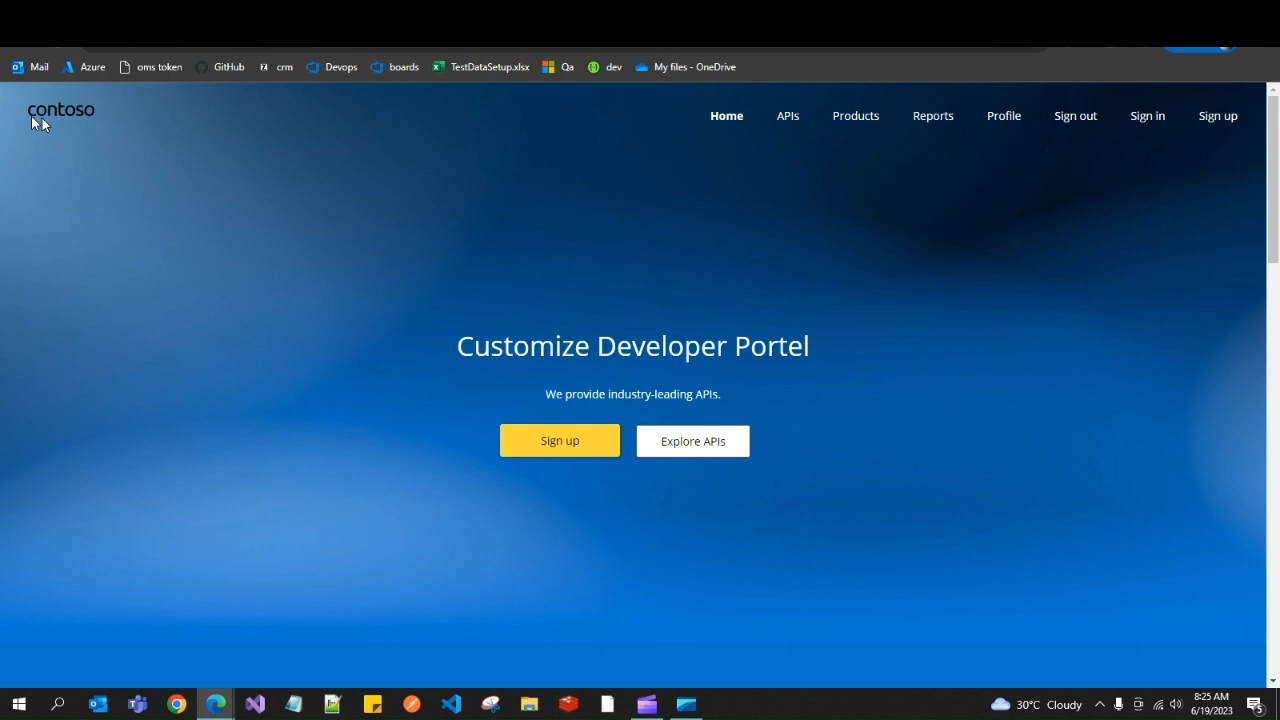 Mail Azure oms token GitHub crm Devops boards TestDataSetup.xlsx Qa dev My files - OneDrive
contoso
Home APIs Products Reports Profile Sign out Sign in Sign up
Customize Developer Portel
We provide industry-leading APIs.
Sign up Explore APIs
30°C Cloudy
8:25 AM
6/19/2023
5